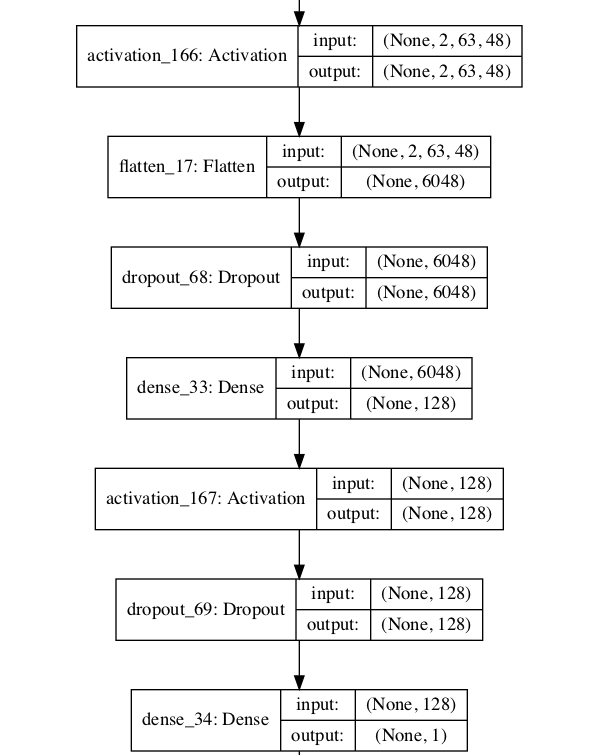 activation_166: Activation
input: (None, 2, 63, 48)
output: (None, 2, 63, 48)
flatten_17: Flatten
input: (None, 2, 63, 48)
output: (None, 6048)
dropout_68: Dropout
input: (None, 6048)
output: (None, 6048)
dense_33: Dense
input: (None, 6048)
output: (None, 128)
activation_167: Activation
input: (None, 128)
output: (None, 128)
dropout_69: Dropout
input: (None, 128)
output: (None, 128)
dense_34: Dense
input: (None, 128)
output: (None, 1)